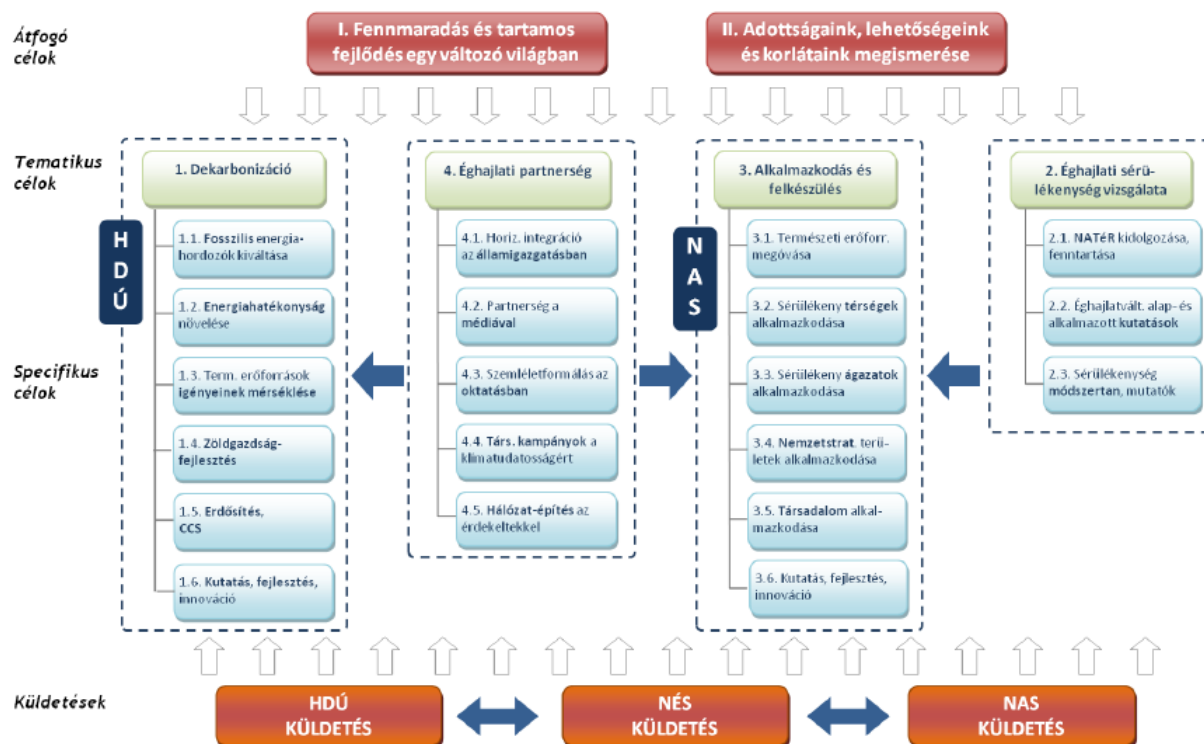 Átfogó
célok
I. Fennmaradás és tartamos
fejlődés egy változó világban
II. Adottságaink, lehetőségeink
és korlátaink megismerése
Tematikus
célok
1. Dekarbonizáció
4. Éghajlati partnerség
3. Alkalmazkodás és
felkészülés
2. Éghajlati sérü-
lékenység vizsgálata
H
D
Ú
1.1. Fosszilis energia-
hordozók kiváltása
1.2. Energiahatékonyság
növelése
1.3. Term. erőforrások
igényeinek mérséklése
1.4. Zöldgazdság-
fejlesztés
1.5. Erdősítés,
CCS
1.6. Kutatás, fejlesztés,
innováció
4.1. Horiz. integráció
az államigazgatásban
4.2. Partnerség a
médiával
4.3. Szemléletformálás az
oktatásban
4.4. Társ. kampányok a
klimatudatosságért
4.5. Hálózat-építés az
érdekeltekkel
N
A
S
3.1. Természeti erőforr.
megóvása
3.2. Sérülékeny térségek
alkalmazkodása
3.3. Sérülékeny ágazatok
alkalmazkodása
3.4. Nemzetstrat. terü-
letek alkalmazkodása
3.5. Társadalom alkal-
mazkodása
3.6. Kutatás, fejlesztés,
innováció
2.1. NATéR kidolgozása,
fenntartása
2.2. Éghajlatvált. alap- és
alkalmazott kutatások
2.3. Sérülékenység
módszertan, mutatók
Specifikus
célok
Küldetések
HDÚ
KÜLDETÉS
NÉS
KÜLDETÉS
NAS
KÜLDETÉS